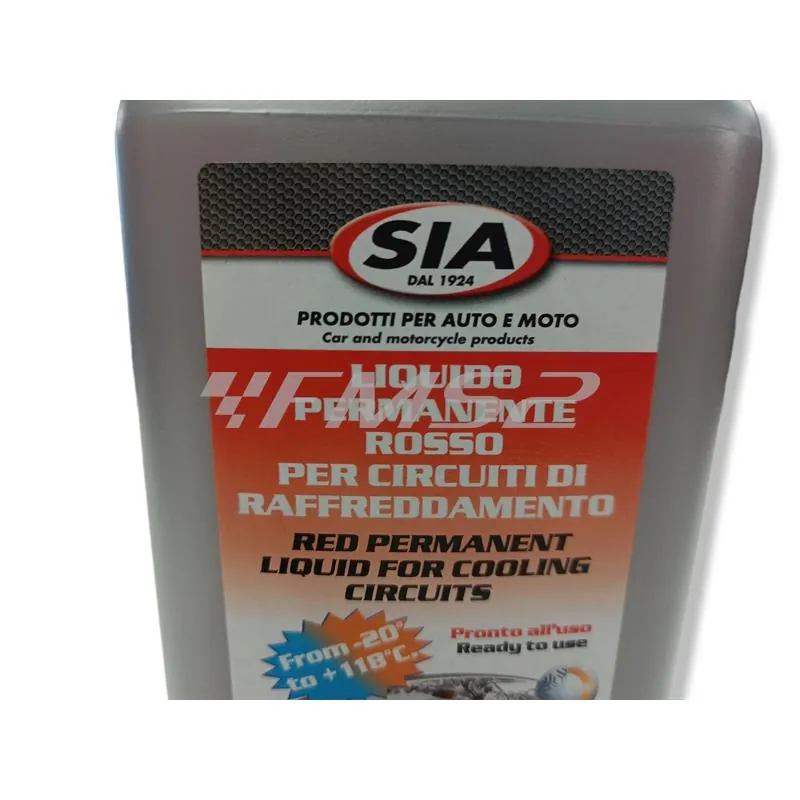 SIA
DAL 1924
PRODOTTI PER AUTO E MOTO
Car and motorcycle products
LIQUIDO
PERMANENTE
ROSSO
PER CIRCUITI DI
RAFFREDDAMENTO
FMS2
RED PERMANENT
LIQUID FOR COOLING
CIRCUITS
From -20°
to +118°C.
Pronto all'uso
Ready to use